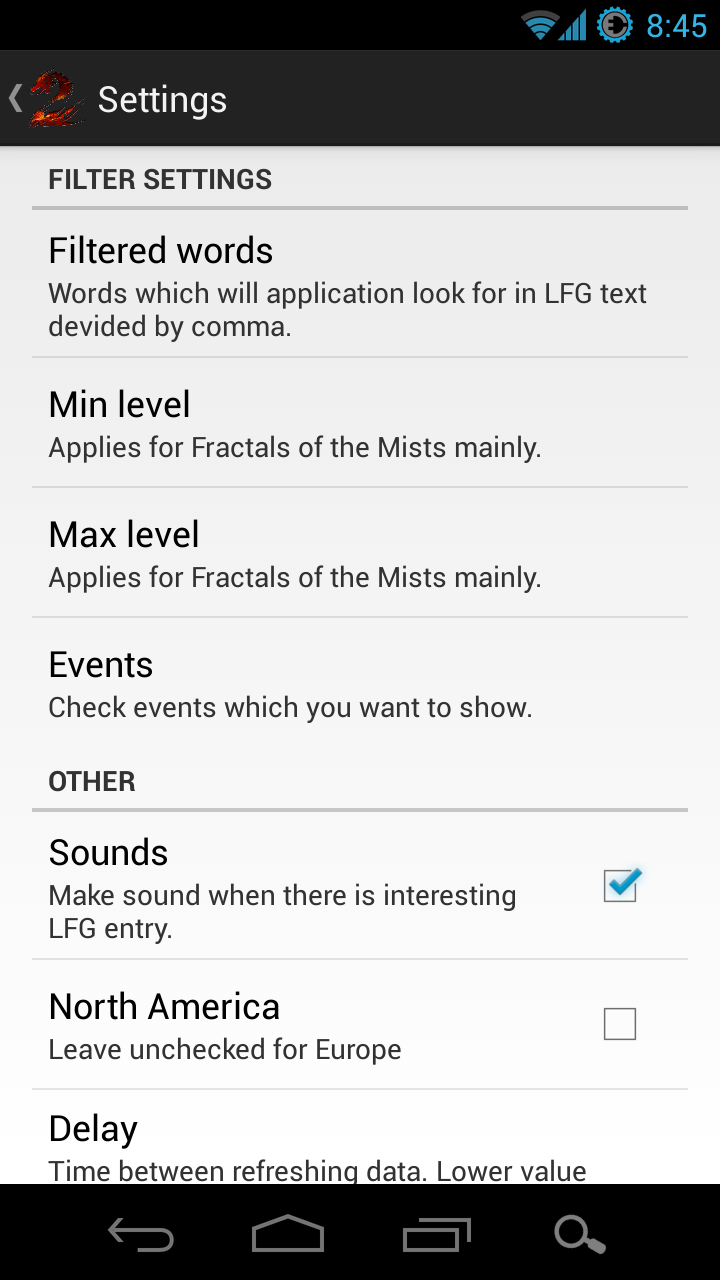 8:45
Settings
FILTER SETTINGS
Filtered words
Words which will application look for in LFG text
devided by comma.
Min level
Applies for Fractals of the Mists mainly.
Max level
Applies for Fractals of the Mists mainly.
Events
Check events which you want to show.
OTHER
Sounds
Make sound when there is interesting
LFG entry.
North America
Leave unchecked for Europe
Delay
Time between refreshing data. Lower value